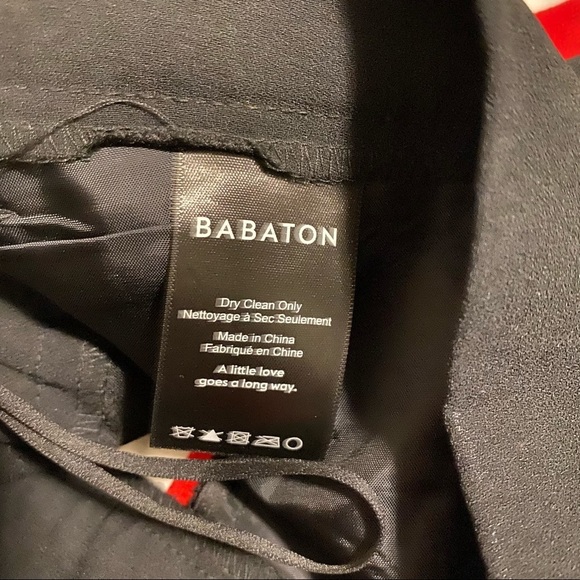 BABATON
Dry Clean Only
Nettoyage à Sec Seulement
Made in China
Fabriqué en Chine
A little love
goes a long way.